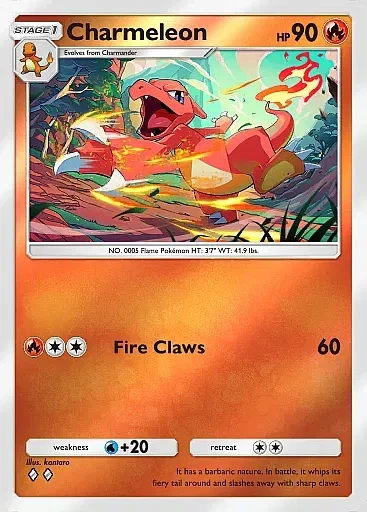 STAGE 1
Charmeleon
HP 90
Evolves from Charmander
NO. 0005 Flame Pokémon HT: 3'7" WT: 41.9 lbs.
Fire Claws 60
weakness +20 retreat
Illus. kantaro
It has a barbaric nature. In battle, it whips its
fiery tail around and slashes away with sharp claws.